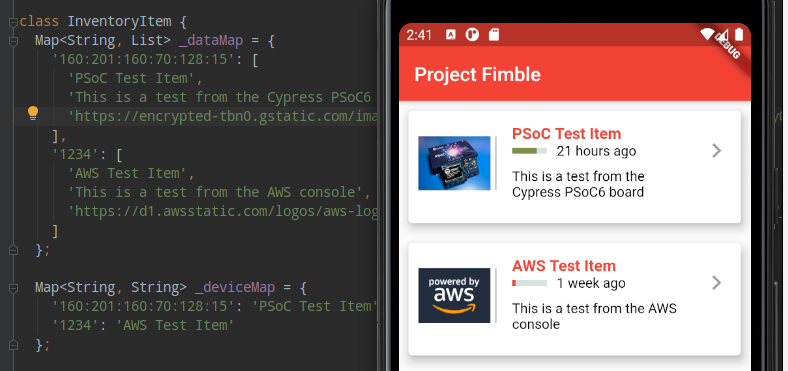 class InventoryItem {
Map<String, List> _dataMap = {
'160:201:160:70:128:15': [
'PSoC Test Item',
'This is a test from the Cypress PSoC6
'https://encrypted-tbn0.gstatic.com/ima
],
'1234': [
'AWS Test Item',
'This is a test from the AWS console',
'https://d1.awsstatic.com/logos/aws-log
]
};
Map<String, String> _deviceMap = {
'160:201:160:70:128:15': 'PSoC Test Item'
'1234': 'AWS Test Item'
};
2:41
DEBUG
Project Fimble
PSoC Test Item
21 hours ago
This is a test from the
Cypress PSoC6 board
powered by
aws
AWS Test Item
1 week ago
This is a test from the AWS
console